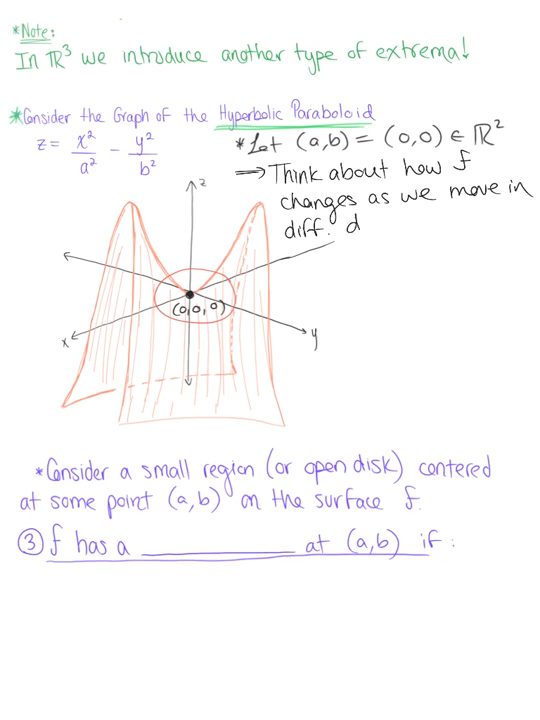 *Note:
In ℝ³ we introduce another type of extrema!
*Consider the Graph of the Hyperbolic Paraboloid
z = x²/a² - y²/b²
*Let (a,b) = (0,0) ∈ ℝ²
⟹ Think about how f
changes as we move in
diff. d
z
(0,0,0)
x
y
*Consider a small region (or open disk) centered
at some point (a,b) on the surface f.
③ f has a __________ at (a,b) if :